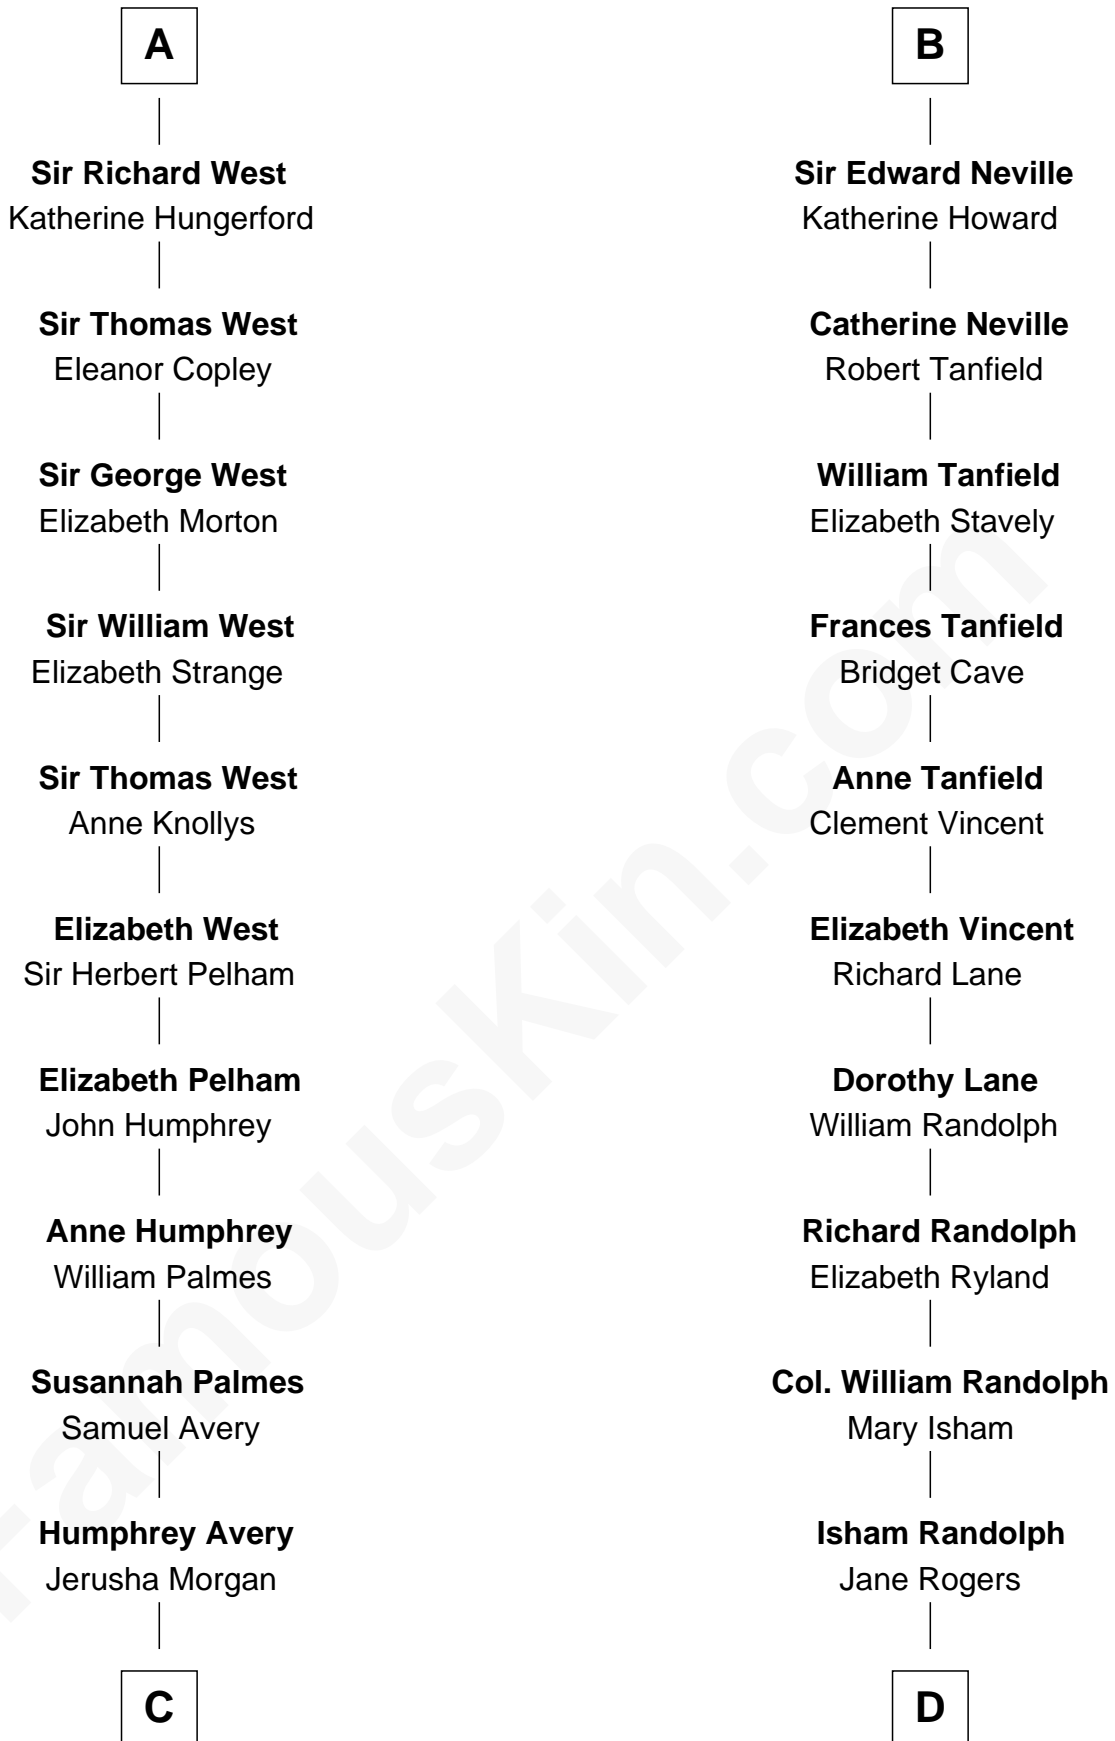 A
Sir Richard West
Katherine Hungerford
Sir Thomas West
Eleanor Copley
Sir George West
Elizabeth Morton
Sir William West
Elizabeth Strange
Sir Thomas West
Anne Knollys
Elizabeth West
Sir Herbert Pelham
Elizabeth Pelham
John Humphrey
Anne Humphrey
William Palmes
Susannah Palmes
Samuel Avery
Humphrey Avery
Jerusha Morgan
C
B
Sir Edward Neville
Katherine Howard
Catherine Neville
Robert Tanfield
William Tanfield
Elizabeth Stavely
Frances Tanfield
Bridget Cave
Anne Tanfield
Clement Vincent
Elizabeth Vincent
Richard Lane
Dorothy Lane
William Randolph
Richard Randolph
Elizabeth Ryland
Col. William Randolph
Mary Isham
Isham Randolph
Jane Rogers
D
FamousKin.com